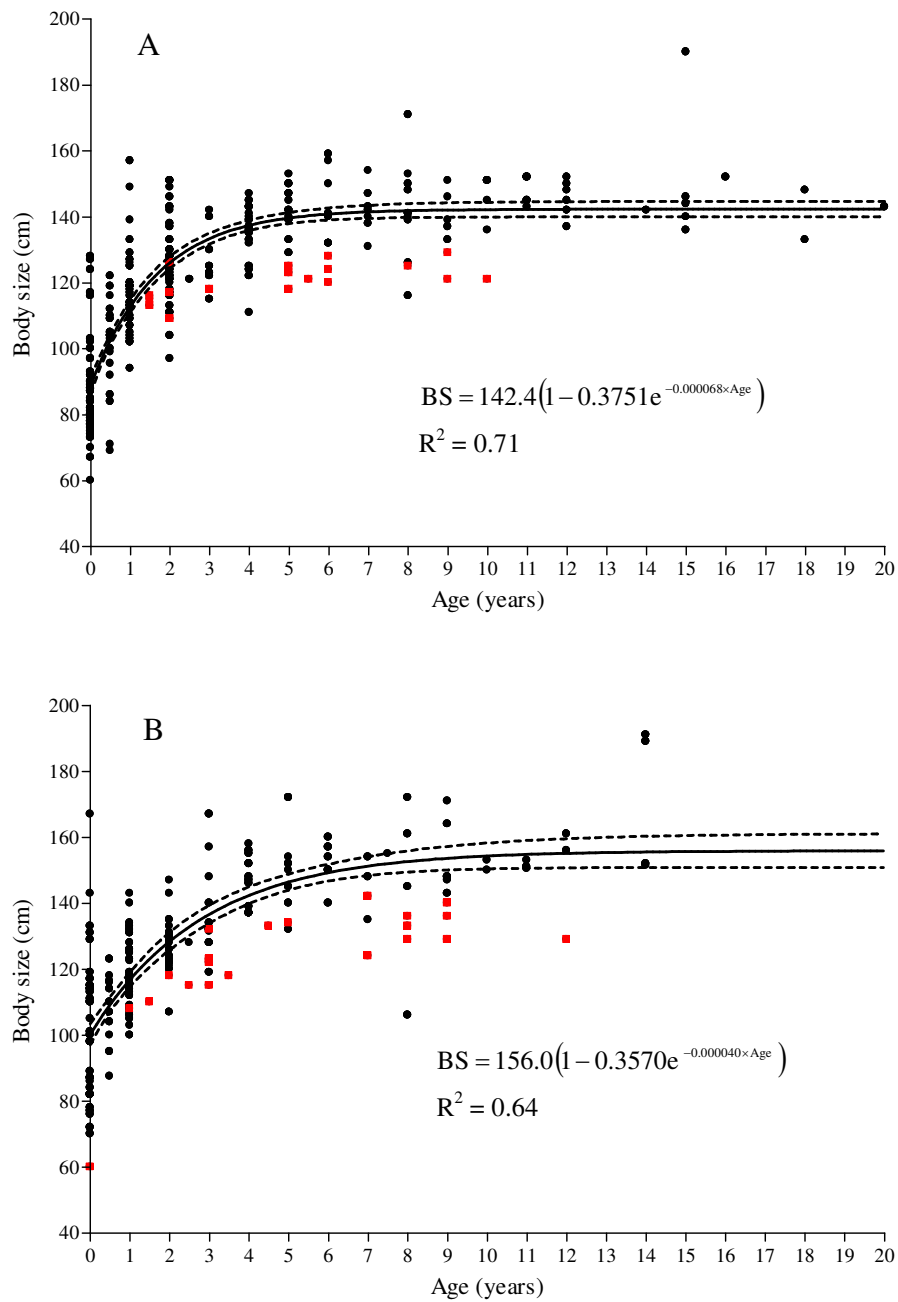 200
A
180
160
140
120
100
80
60
40
Body size (cm)
BS = 142.4(1 − 0.3751e^−0.000068×Age)
R² = 0.71
0 1 2 3 4 5 6 7 8 9 10 11 12 13 14 15 16 17 18 19 20
Age (years)
200
B
180
160
140
120
100
80
60
40
Body size (cm)
BS = 156.0(1 − 0.3570e^−0.000040×Age)
R² = 0.64
0 1 2 3 4 5 6 7 8 9 10 11 12 13 14 15 16 17 18 19 20
Age (years)